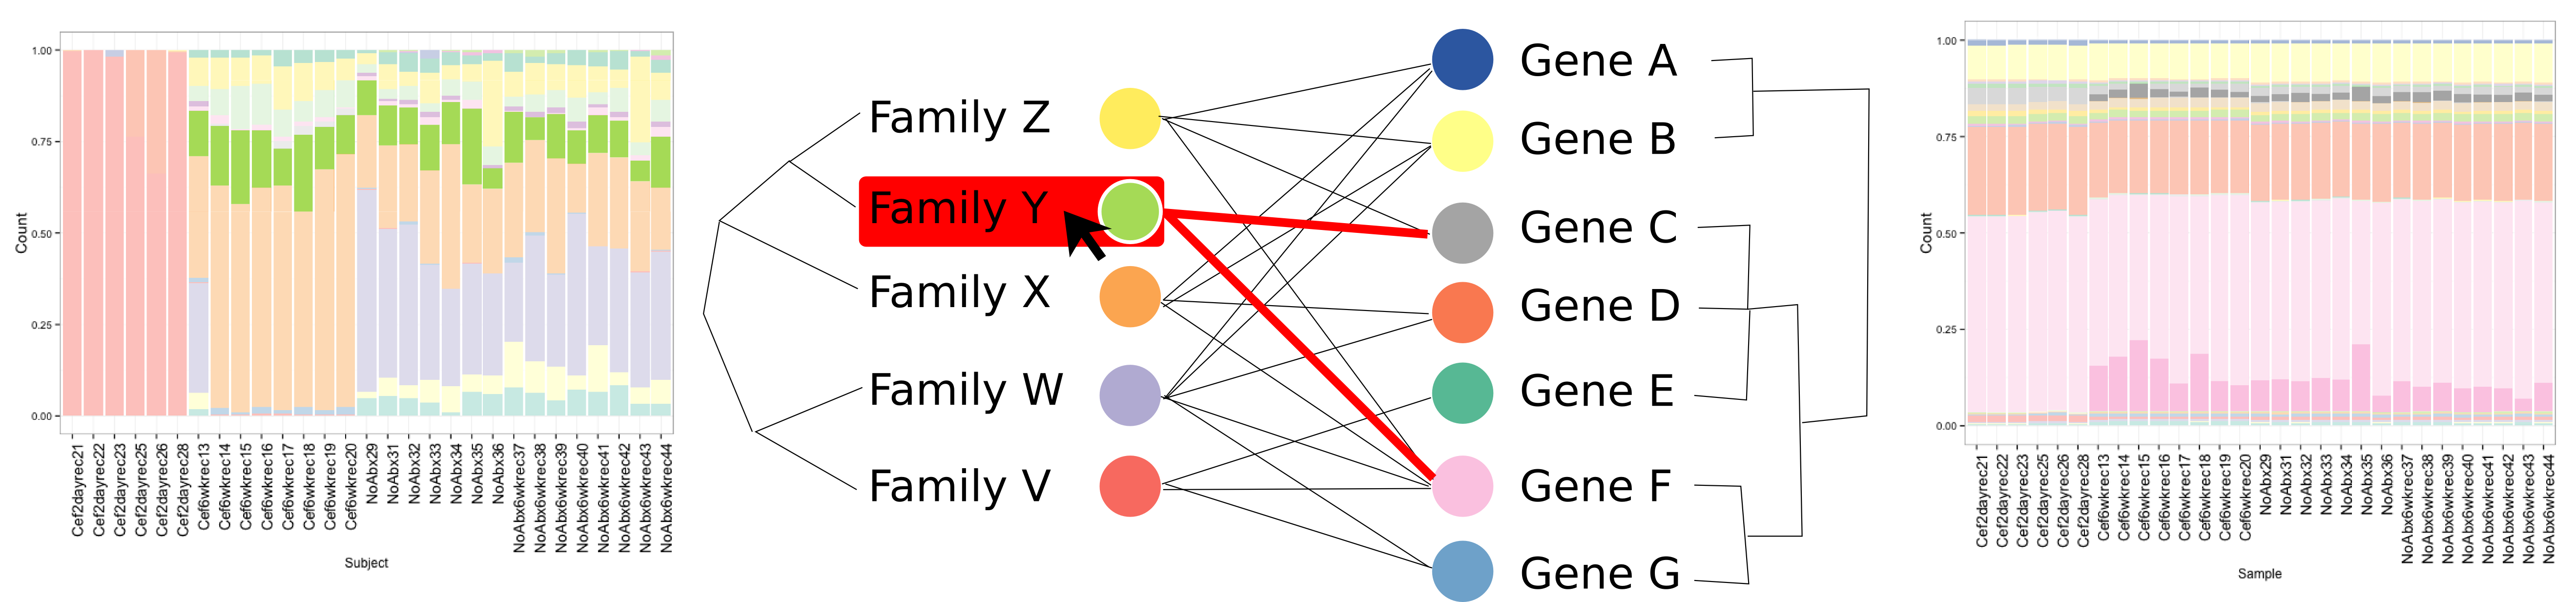 1.00
0.75
0.50
0.25
0.00
Count
Cef2dayrec21
Cef2dayrec22
Cef2dayrec23
Cef2dayrec25
Cef2dayrec26
Cef2dayrec28
Cef6wkrec13
Cef6wkrec14
Cef6wkrec15
Cef6wkrec16
Cef6wkrec17
Cef6wkrec18
Cef6wkrec19
Cef6wkrec20
NoAbx29
NoAbx31
NoAbx32
NoAbx33
NoAbx34
NoAbx35
NoAbx36
NoAbx6wkrec37
NoAbx6wkrec38
NoAbx6wkrec39
NoAbx6wkrec40
NoAbx6wkrec41
NoAbx6wkrec42
NoAbx6wkrec43
NoAbx6wkrec44
Subject
Family Z
Family Y
Family X
Family W
Family V
Gene A
Gene B
Gene C
Gene D
Gene E
Gene F
Gene G
1.00
0.75
0.50
0.25
0.00
Count
Cef2dayrec21
Cef2dayrec22
Cef2dayrec23
Cef2dayrec25
Cef2dayrec26
Cef2dayrec28
Cef6wkrec13
Cef6wkrec14
Cef6wkrec15
Cef6wkrec16
Cef6wkrec17
Cef6wkrec18
Cef6wkrec19
Cef6wkrec20
NoAbx29
NoAbx31
NoAbx32
NoAbx33
NoAbx34
NoAbx35
NoAbx36
NoAbx6wkrec37
NoAbx6wkrec38
NoAbx6wkrec39
NoAbx6wkrec40
NoAbx6wkrec41
NoAbx6wkrec42
NoAbx6wkrec43
NoAbx6wkrec44
Sample